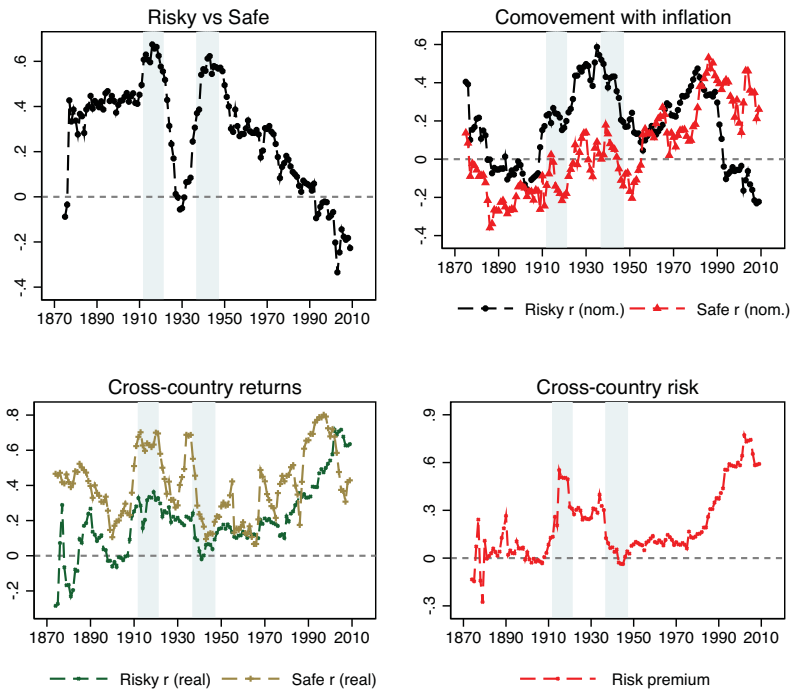 Risky vs Safe
.6
.4
.2
0
-.2
-.4
1870 1890 1910 1930 1950 1970 1990 2010
Comovement with inflation
.6
.4
.2
0
-.2
-.4
1870 1890 1910 1930 1950 1970 1990 2010
Risky r (nom.) Safe r (nom.)
Cross-country returns
.8
.6
.4
.2
0
-.2
1870 1890 1910 1930 1950 1970 1990 2010
Risky r (real) Safe r (real)
Cross-country risk
.9
.6
.3
0
-.3
1870 1890 1910 1930 1950 1970 1990 2010
Risk premium